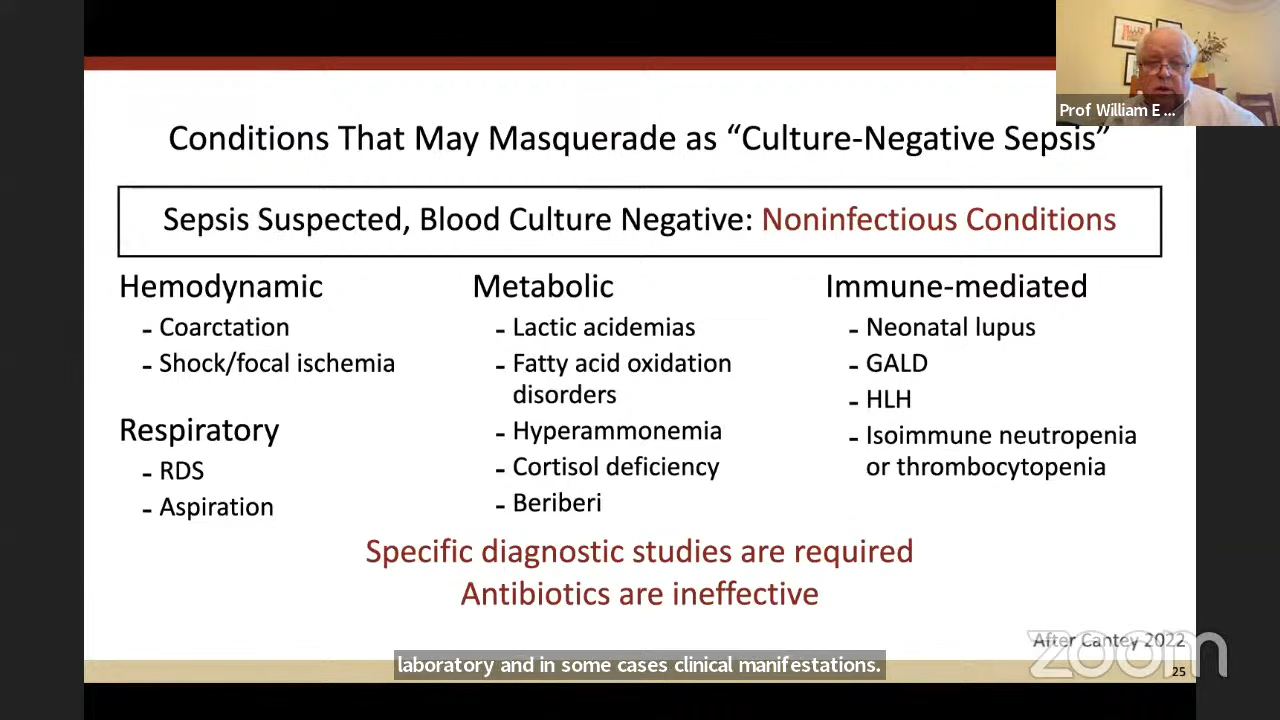 Prof William E ...
Conditions That May Masquerade as “Culture-Negative Sepsis”
Sepsis Suspected, Blood Culture Negative: Noninfectious Conditions
Hemodynamic
- Coarctation
- Shock/focal ischemia
Respiratory
- RDS
- Aspiration
Metabolic
- Lactic acidemias
- Fatty acid oxidation
disorders
- Hyperammonemia
- Cortisol deficiency
- Beriberi
Immune-mediated
- Neonatal lupus
- GALD
- HLH
- Isoimmune neutropenia
or thrombocytopenia
Specific diagnostic studies are required
Antibiotics are ineffective
After Cantey 2022
zoom
laboratory and in some cases clinical manifestations.
25